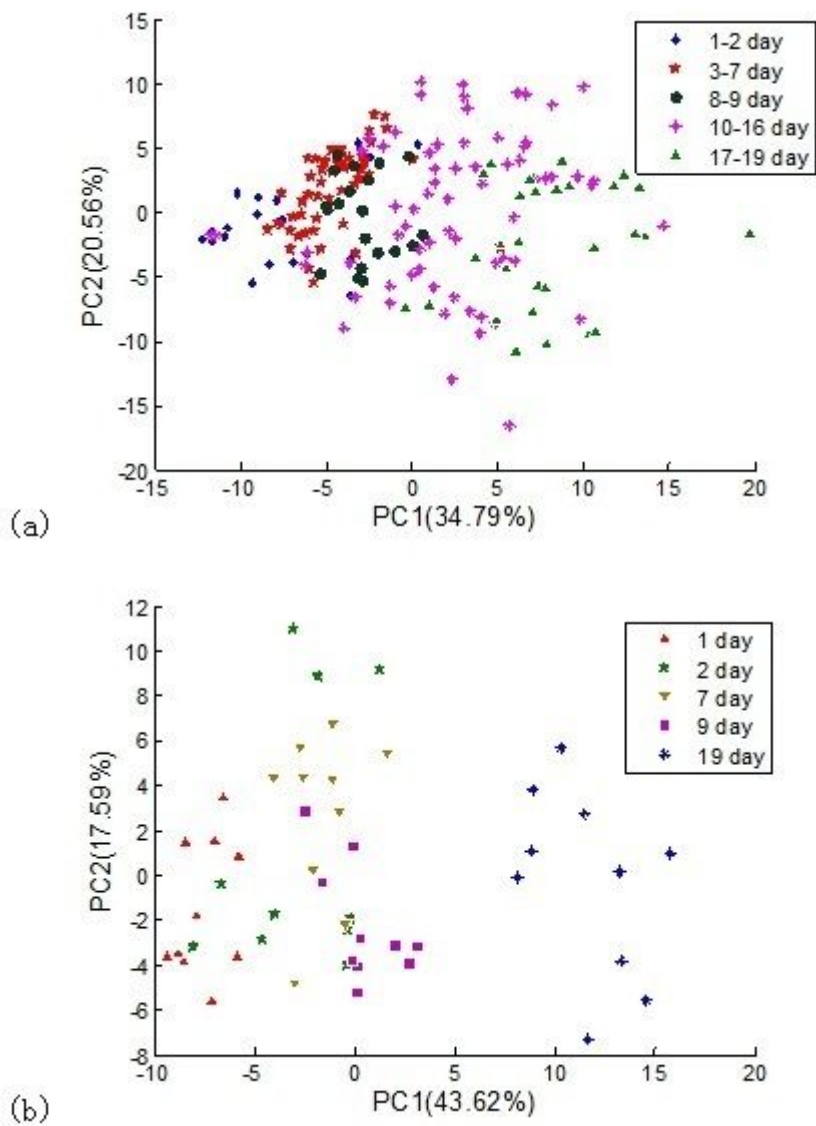 15
10
5
0
-5
-10
-15
-20
PC2(20.56%)
1-2 day
3-7 day
8-9 day
10-16 day
17-19 day
-15 -10 -5 0 5 10 15 20
PC1(34.79%)
(a)
12
10
8
6
4
2
0
-2
-4
-6
-8
PC2(17.59%)
1 day
2 day
7 day
9 day
19 day
-10 -5 0 5 10 15 20
PC1(43.62%)
(b)